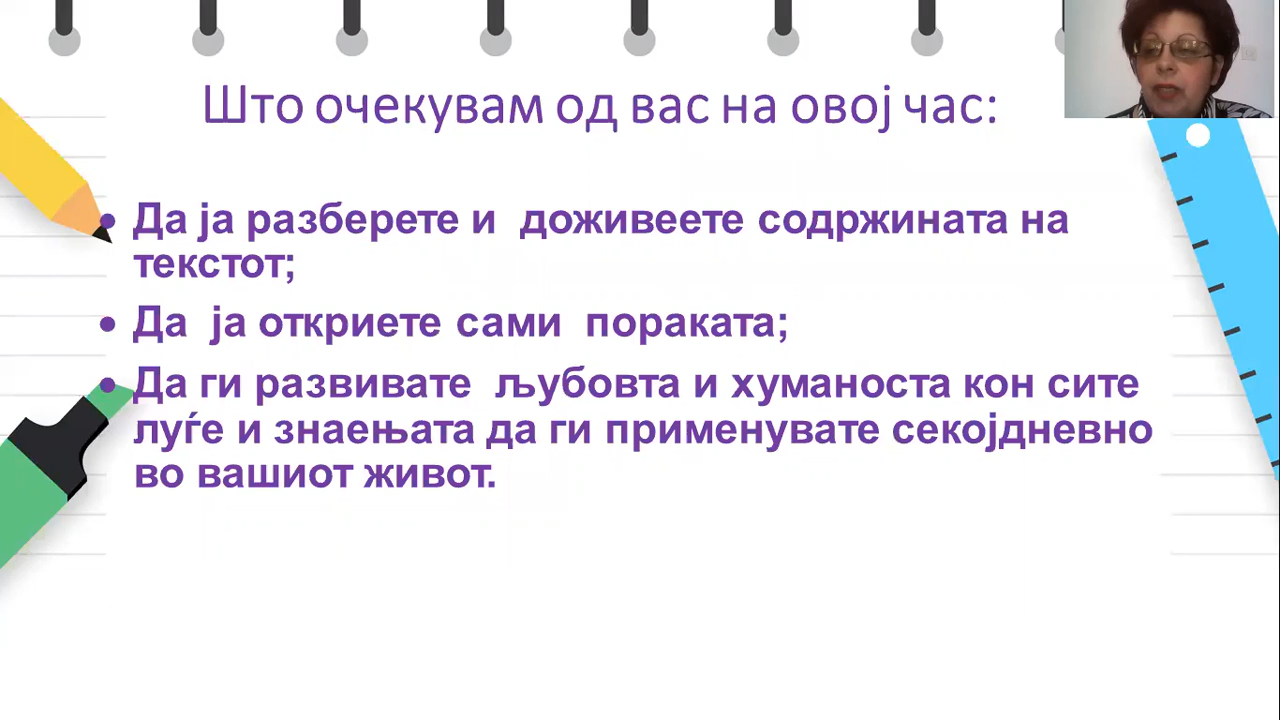 Што очекувам од вас на овој час:
• Да ја разберете и доживеете содржината на
текстот;
• Да ја откриете сами пораката;
• Да ги развивате љубовта и хуманоста кон сите
луѓе и знаењата да ги применувате секојдневно
во вашиот живот.